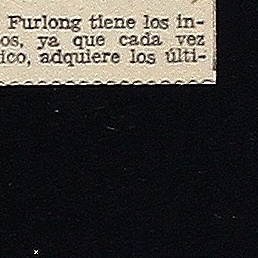 Furlong tiene los in-
os, ya que cada vez
ico, adquiere los últi-